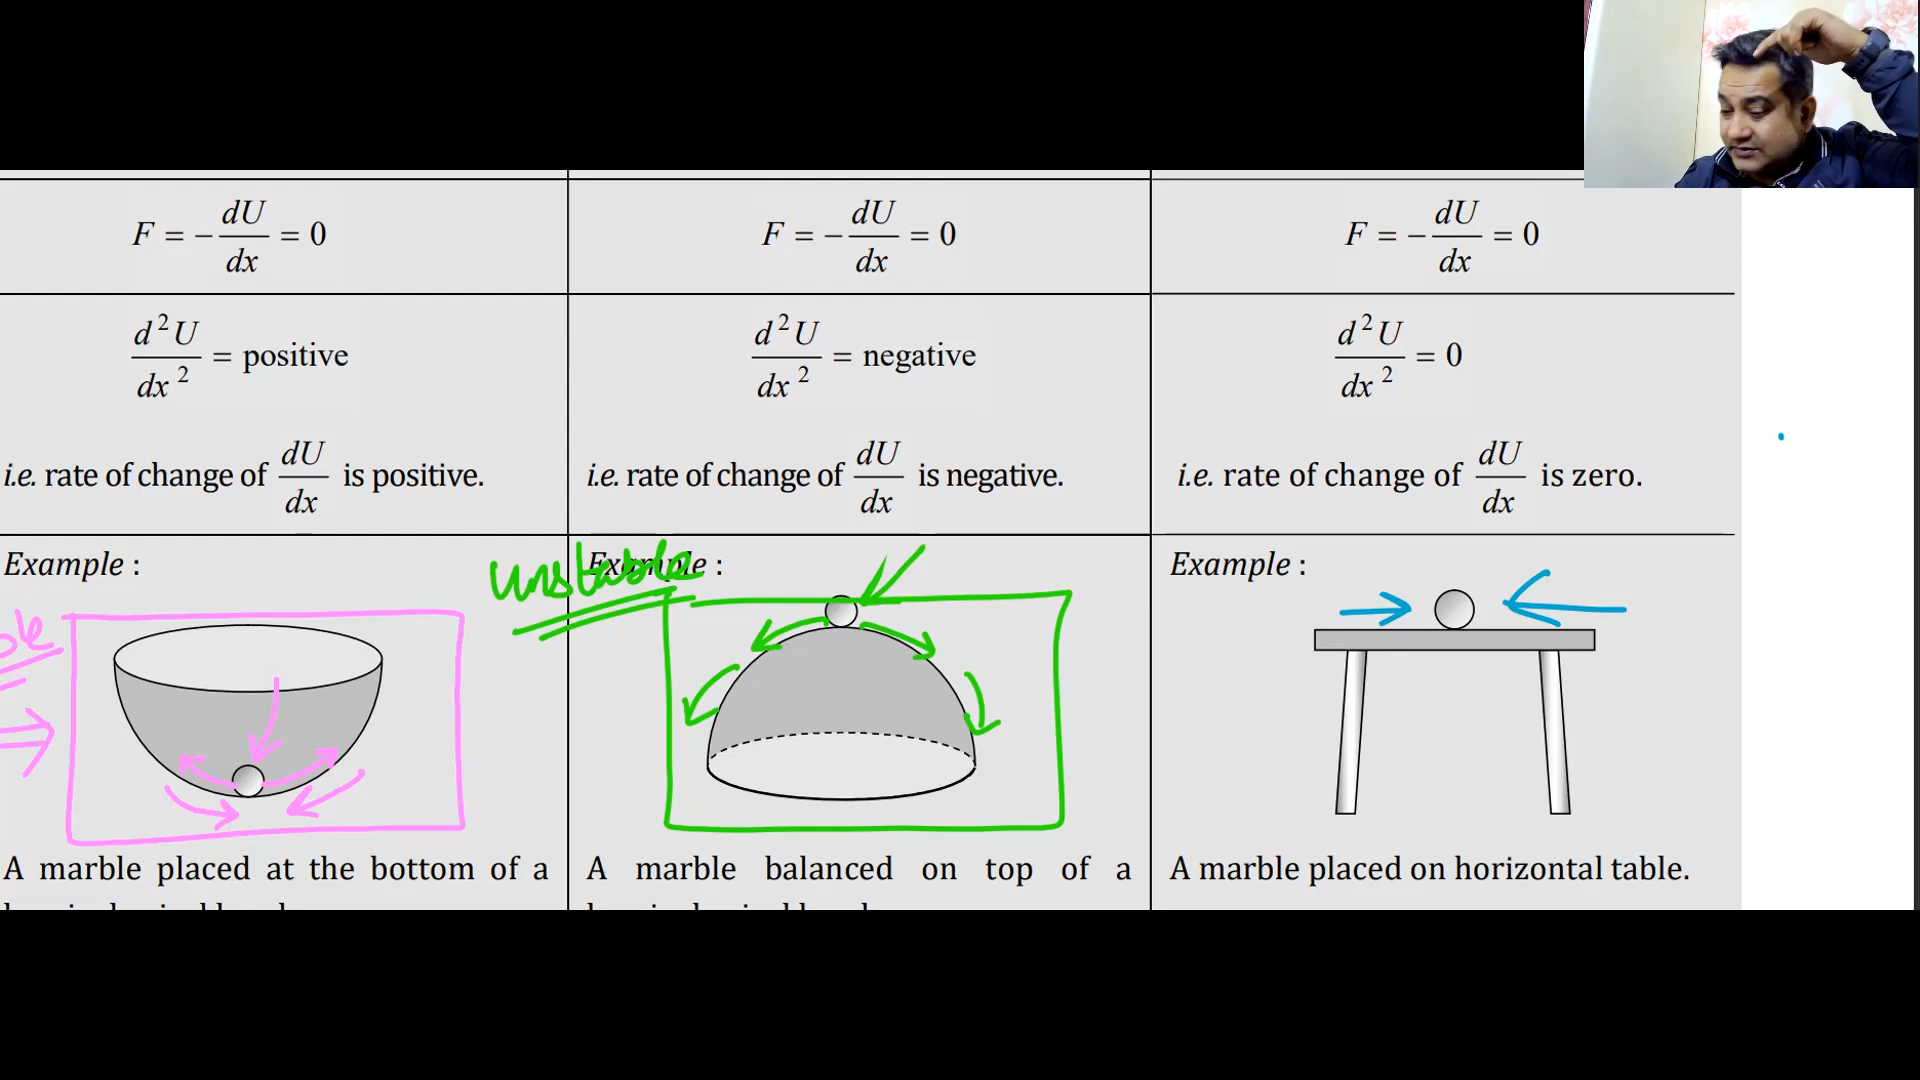 F = − dU/dx = 0
F = − dU/dx = 0
F = − dU/dx = 0
d²U/dx² = positive
d²U/dx² = negative
d²U/dx² = 0
i.e. rate of change of dU/dx is positive.
i.e. rate of change of dU/dx is negative.
i.e. rate of change of dU/dx is zero.
Example :
unstable
Example :
Example :
A marble placed at the bottom of a
A marble balanced on top of a
A marble placed on horizontal table.